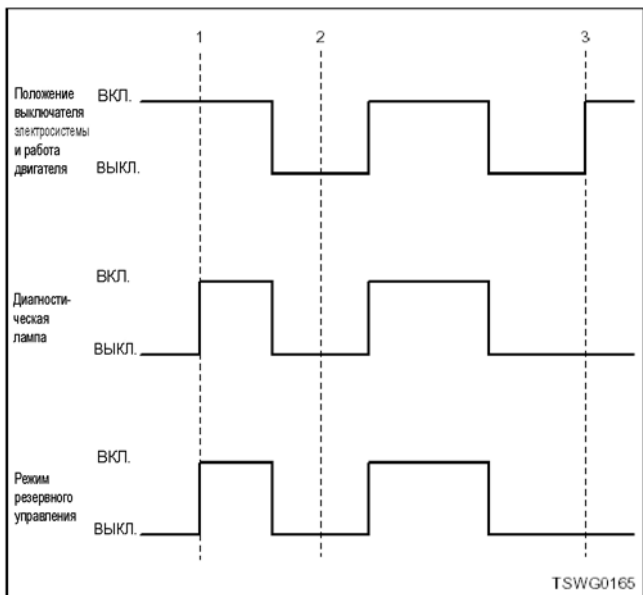 1
2
3
Положение
выключателя
электросистемы
и работа
двигателя
ВКЛ.
ВЫКЛ.
Диагности-
ческая
лампа
ВКЛ.
ВЫКЛ.
Режим
резервного
управления
ВКЛ.
ВЫКЛ.
TSWG0165